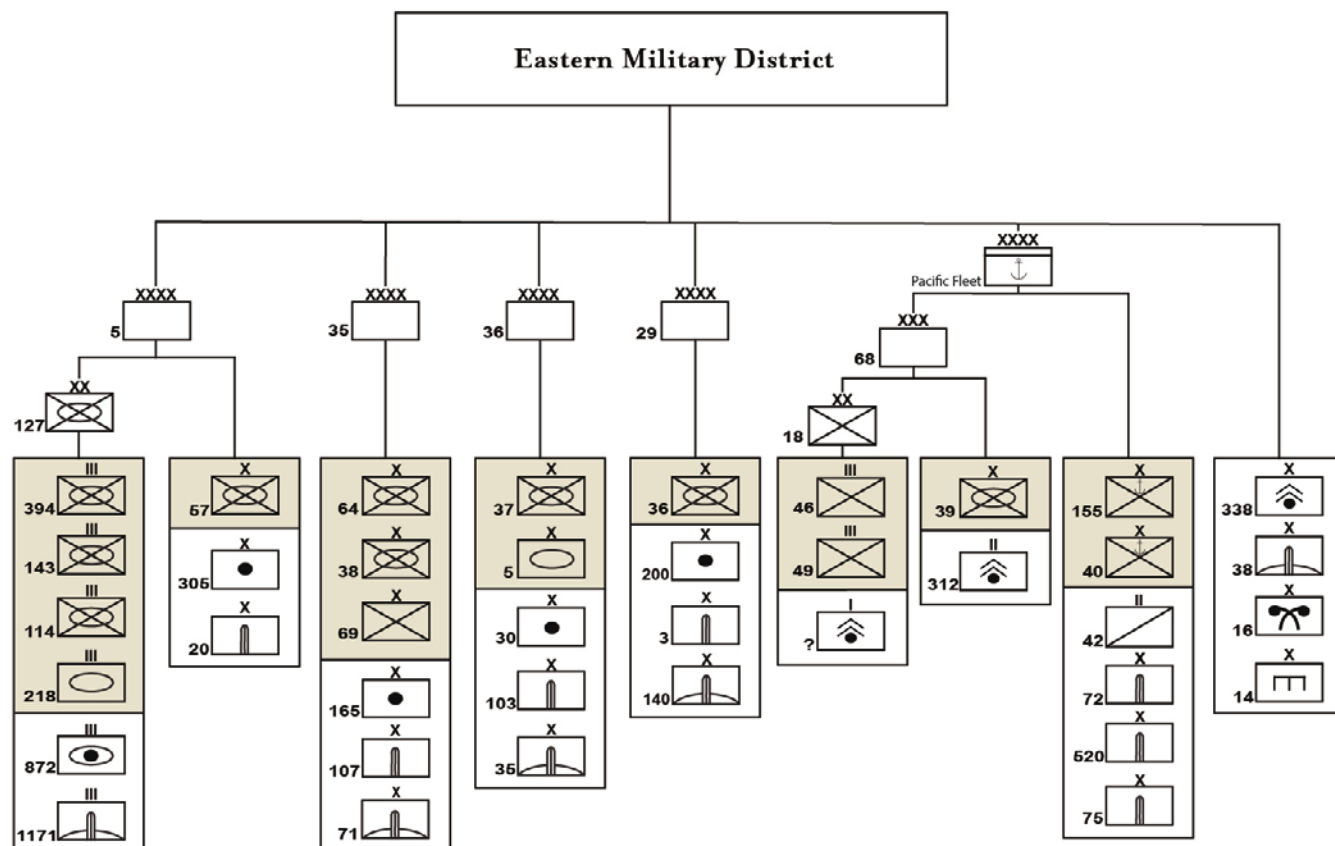 Eastern Military District
XXXX
Pacific Fleet
XXXX
5
XXXX
35
XXXX
36
XXXX
29
XXX
68
XX
127
XX
18
III
394
III
143
III
114
III
218
III
872
III
1171
X
57
X
305
X
20
X
64
X
38
X
69
X
165
X
107
X
71
X
37
X
5
X
30
X
103
X
35
X
36
X
200
X
3
X
140
III
46
III
49
I
?
X
39
II
312
X
155
X
40
II
42
X
72
X
520
X
75
X
338
X
38
X
16
X
14